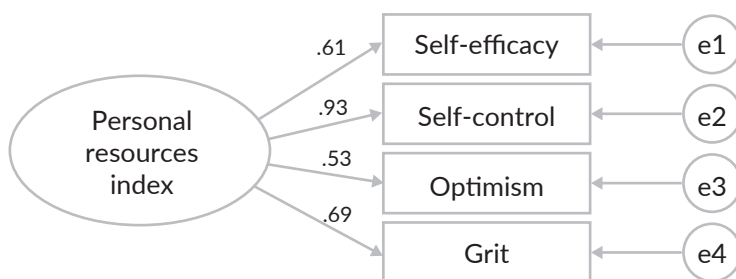 Personal
resources
index
.61
.93
.53
.69
Self-efficacy
Self-control
Optimism
Grit
e1
e2
e3
e4